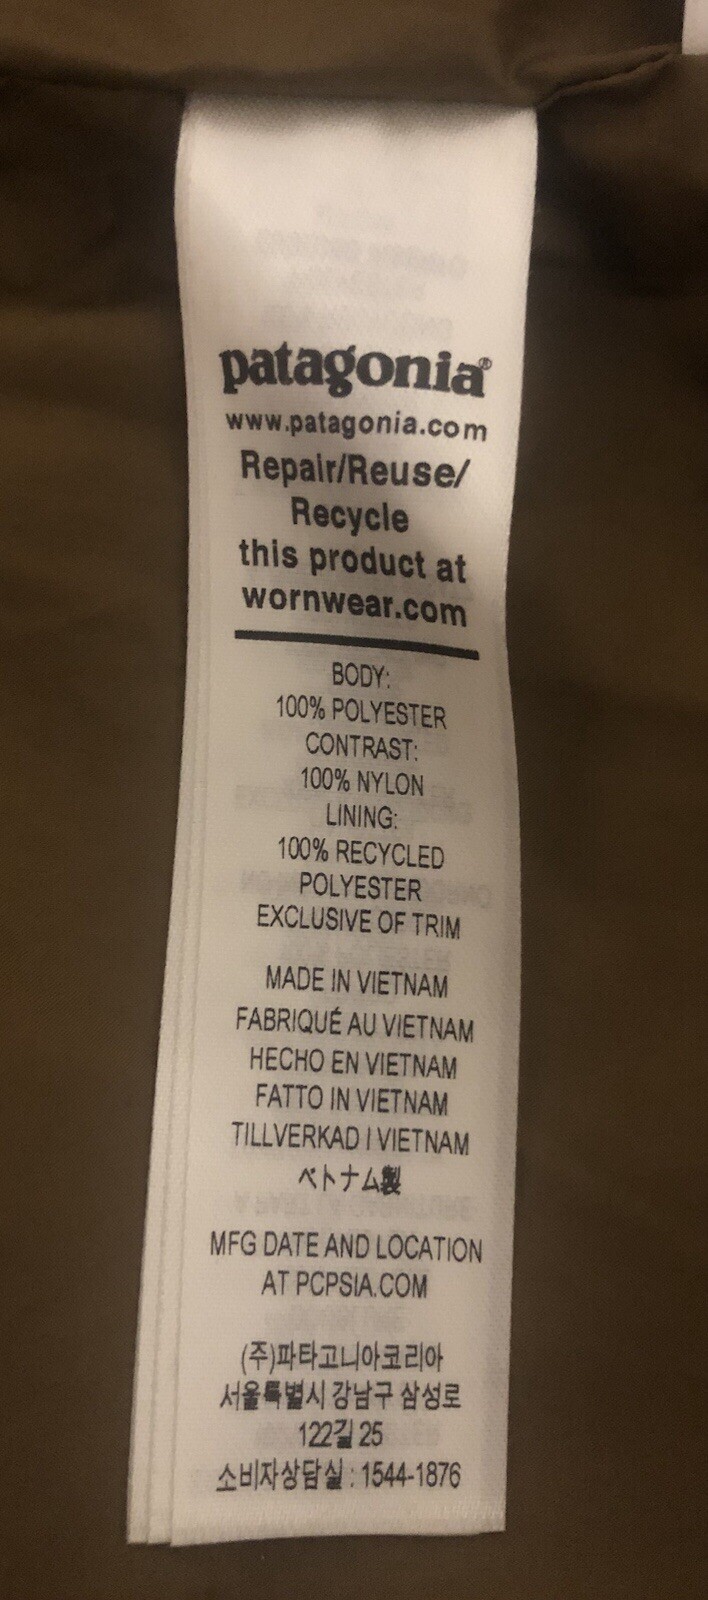 patagonia®
www.patagonia.com
Repair/Reuse/
Recycle
this product at
wornwear.com
BODY:
100% POLYESTER
CONTRAST:
100% NYLON
LINING:
100% RECYCLED
POLYESTER
EXCLUSIVE OF TRIM
MADE IN VIETNAM
FABRIQUÉ AU VIETNAM
HECHO EN VIETNAM
FATTO IN VIETNAM
TILLVERKAD I VIETNAM
ベトナム製
MFG DATE AND LOCATION
AT PCPSIA.COM
(주)파타고니아코리아
서울특별시 강남구 삼성로
122길 25
소비자상담실 : 1544-1876